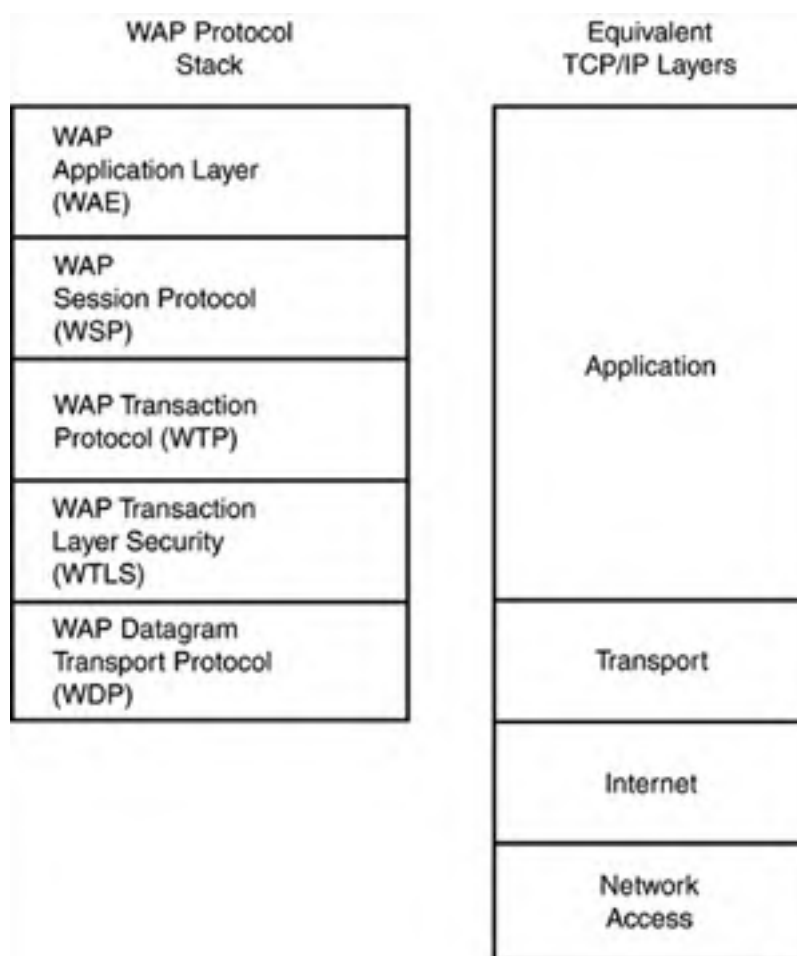 WAP Protocol
Stack
Equivalent
TCP/IP Layers
WAP
Application Layer
(WAE)
WAP
Session Protocol
(WSP)
WAP Transaction
Protocol (WTP)
WAP Transaction
Layer Security
(WTLS)
WAP Datagram
Transport Protocol
(WDP)
Application
Transport
Internet
Network
Access